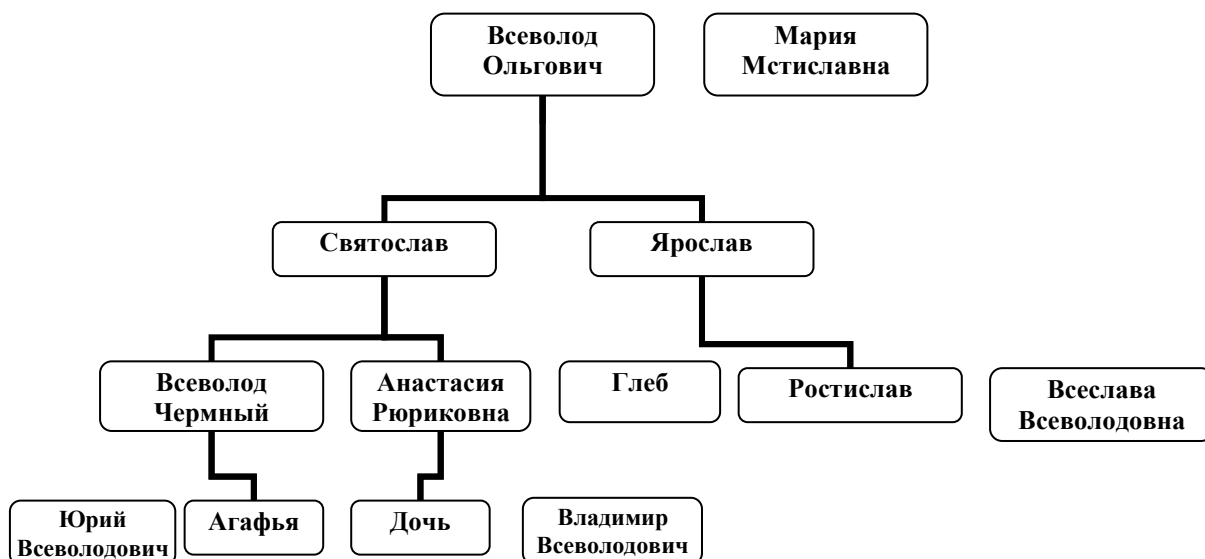 Всеволод
Ольгович
Мария
Мстиславна
Святослав
Ярослав
Всеволод
Чермный
Анастасия
Рюриковна
Глеб
Ростислав
Всеслава
Всеволодовна
Юрий
Всеволодович
Агафья
Дочь
Владимир
Всеволодович